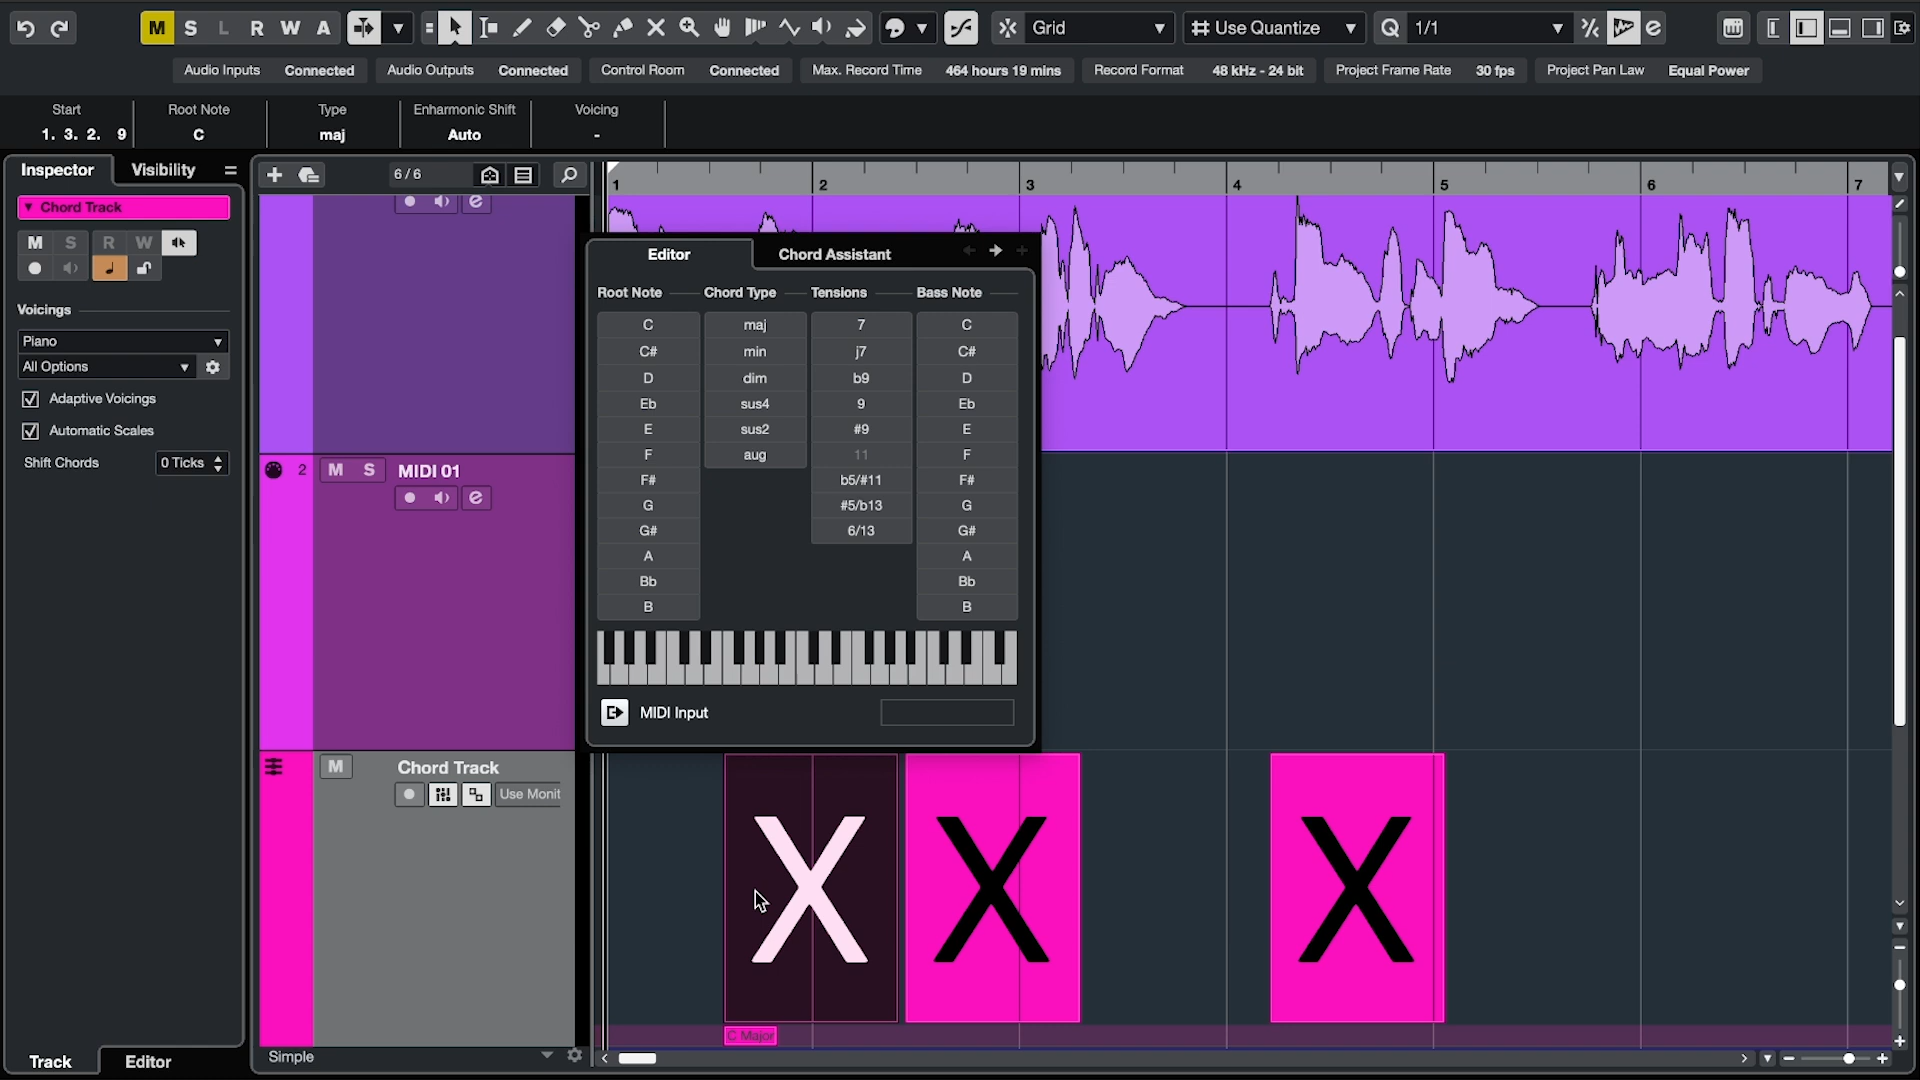 M S L R W A Grid Use Quantize Q 1/1 e
Audio Inputs Connected Audio Outputs Connected Control Room Connected Max. Record Time 464 hours 19 mins Record Format 48 kHz - 24 bit Project Frame Rate 30 fps Project Pan Law Equal Power
Start Root Note Type Enharmonic Shift Voicing
1. 3. 2. 9 C maj Auto -
Inspector Visibility 6/6 1 2 3 4 5 6 7
Chord Track
M S R W
Voicings
Piano
All Options
Adaptive Voicings
Automatic Scales
Shift Chords 0 Ticks
e
2 M S MIDI 01
e
M Chord Track
Use Monit
Editor Chord Assistant
Root Note Chord Type Tensions Bass Note
C maj 7 C
C# min j7 C#
D dim b9 D
Eb sus4 9 Eb
E sus2 #9 E
F aug 11 F
F# b5/#11 F#
G #5/b13 G
G# 6/13 G#
A A
Bb Bb
B B
MIDI Input
X X X
C Major
Track Editor Simple